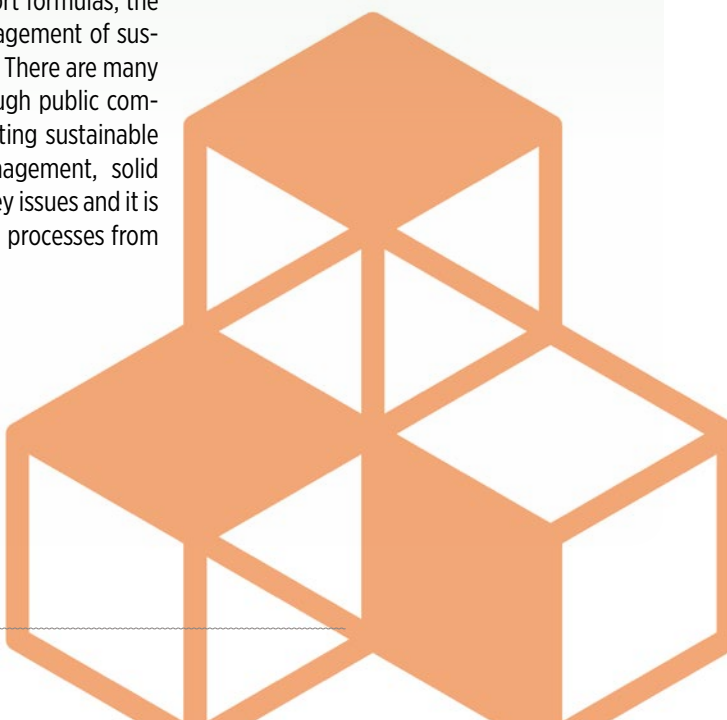 ort formulas, the
agement of sus-
There are many
ugh public com-
ting sustainable
nagement, solid
ey issues and it is
processes from